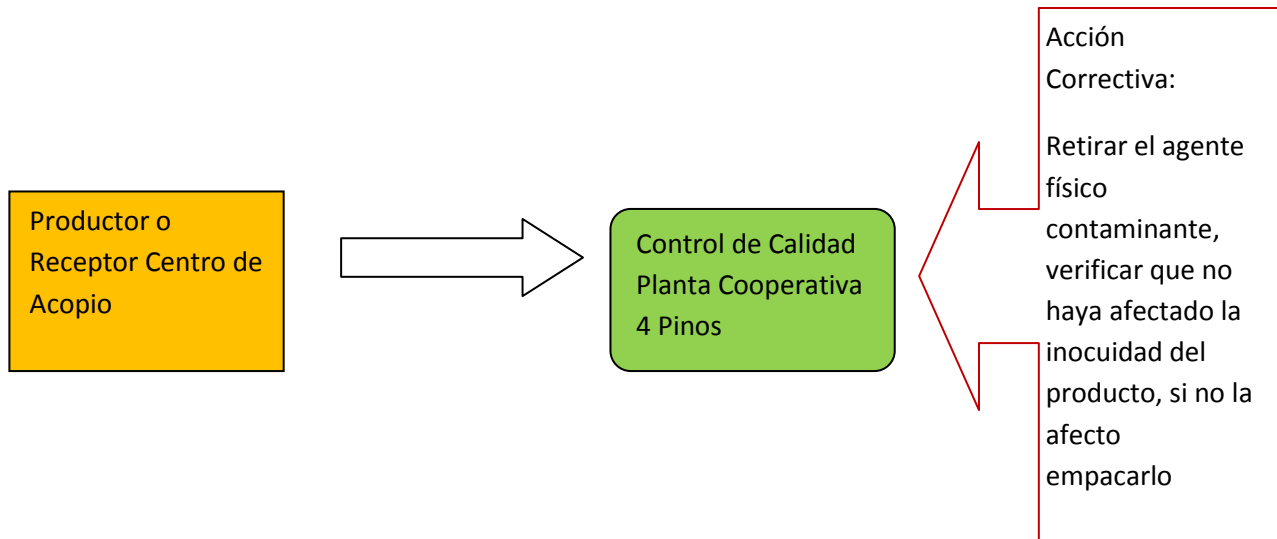 Productor o
Receptor Centro de
Acopio
Control de Calidad
Planta Cooperativa
4 Pinos
Acción
Correctiva:
Retirar el agente
físico
contaminante,
verificar que no
haya afectado la
inocuidad del
producto, si no la
afecto
empacarlo